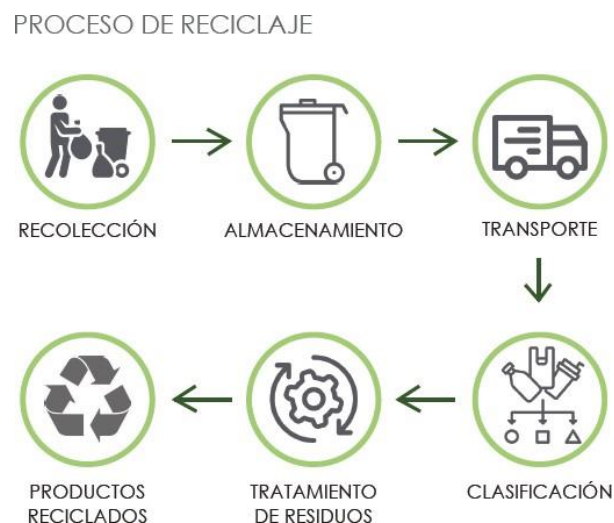 PROCESO DE RECICLAJE
RECOLECCIÓN
ALMACENAMIENTO
TRANSPORTE
PRODUCTOS
RECICLADOS
TRATAMIENTO
DE RESIDUOS
CLASIFICACIÓN